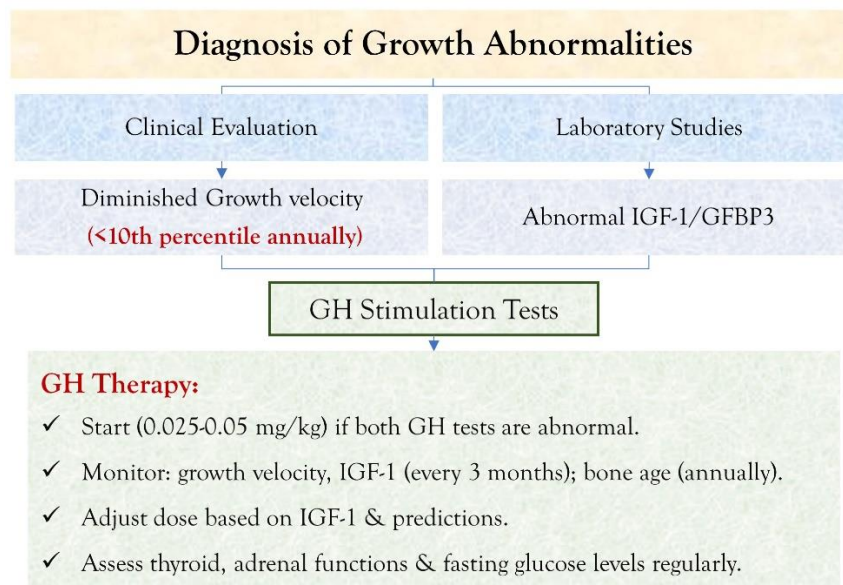 Diagnosis of Growth Abnormalities
Clinical Evaluation
Laboratory Studies
Diminished Growth velocity
(<10th percentile annually)
Abnormal IGF-1/GFBP3
GH Stimulation Tests
GH Therapy:
✓ Start (0.025-0.05 mg/kg) if both GH tests are abnormal.
✓ Monitor: growth velocity, IGF-1 (every 3 months); bone age (annually).
✓ Adjust dose based on IGF-1 & predictions.
✓ Assess thyroid, adrenal functions & fasting glucose levels regularly.